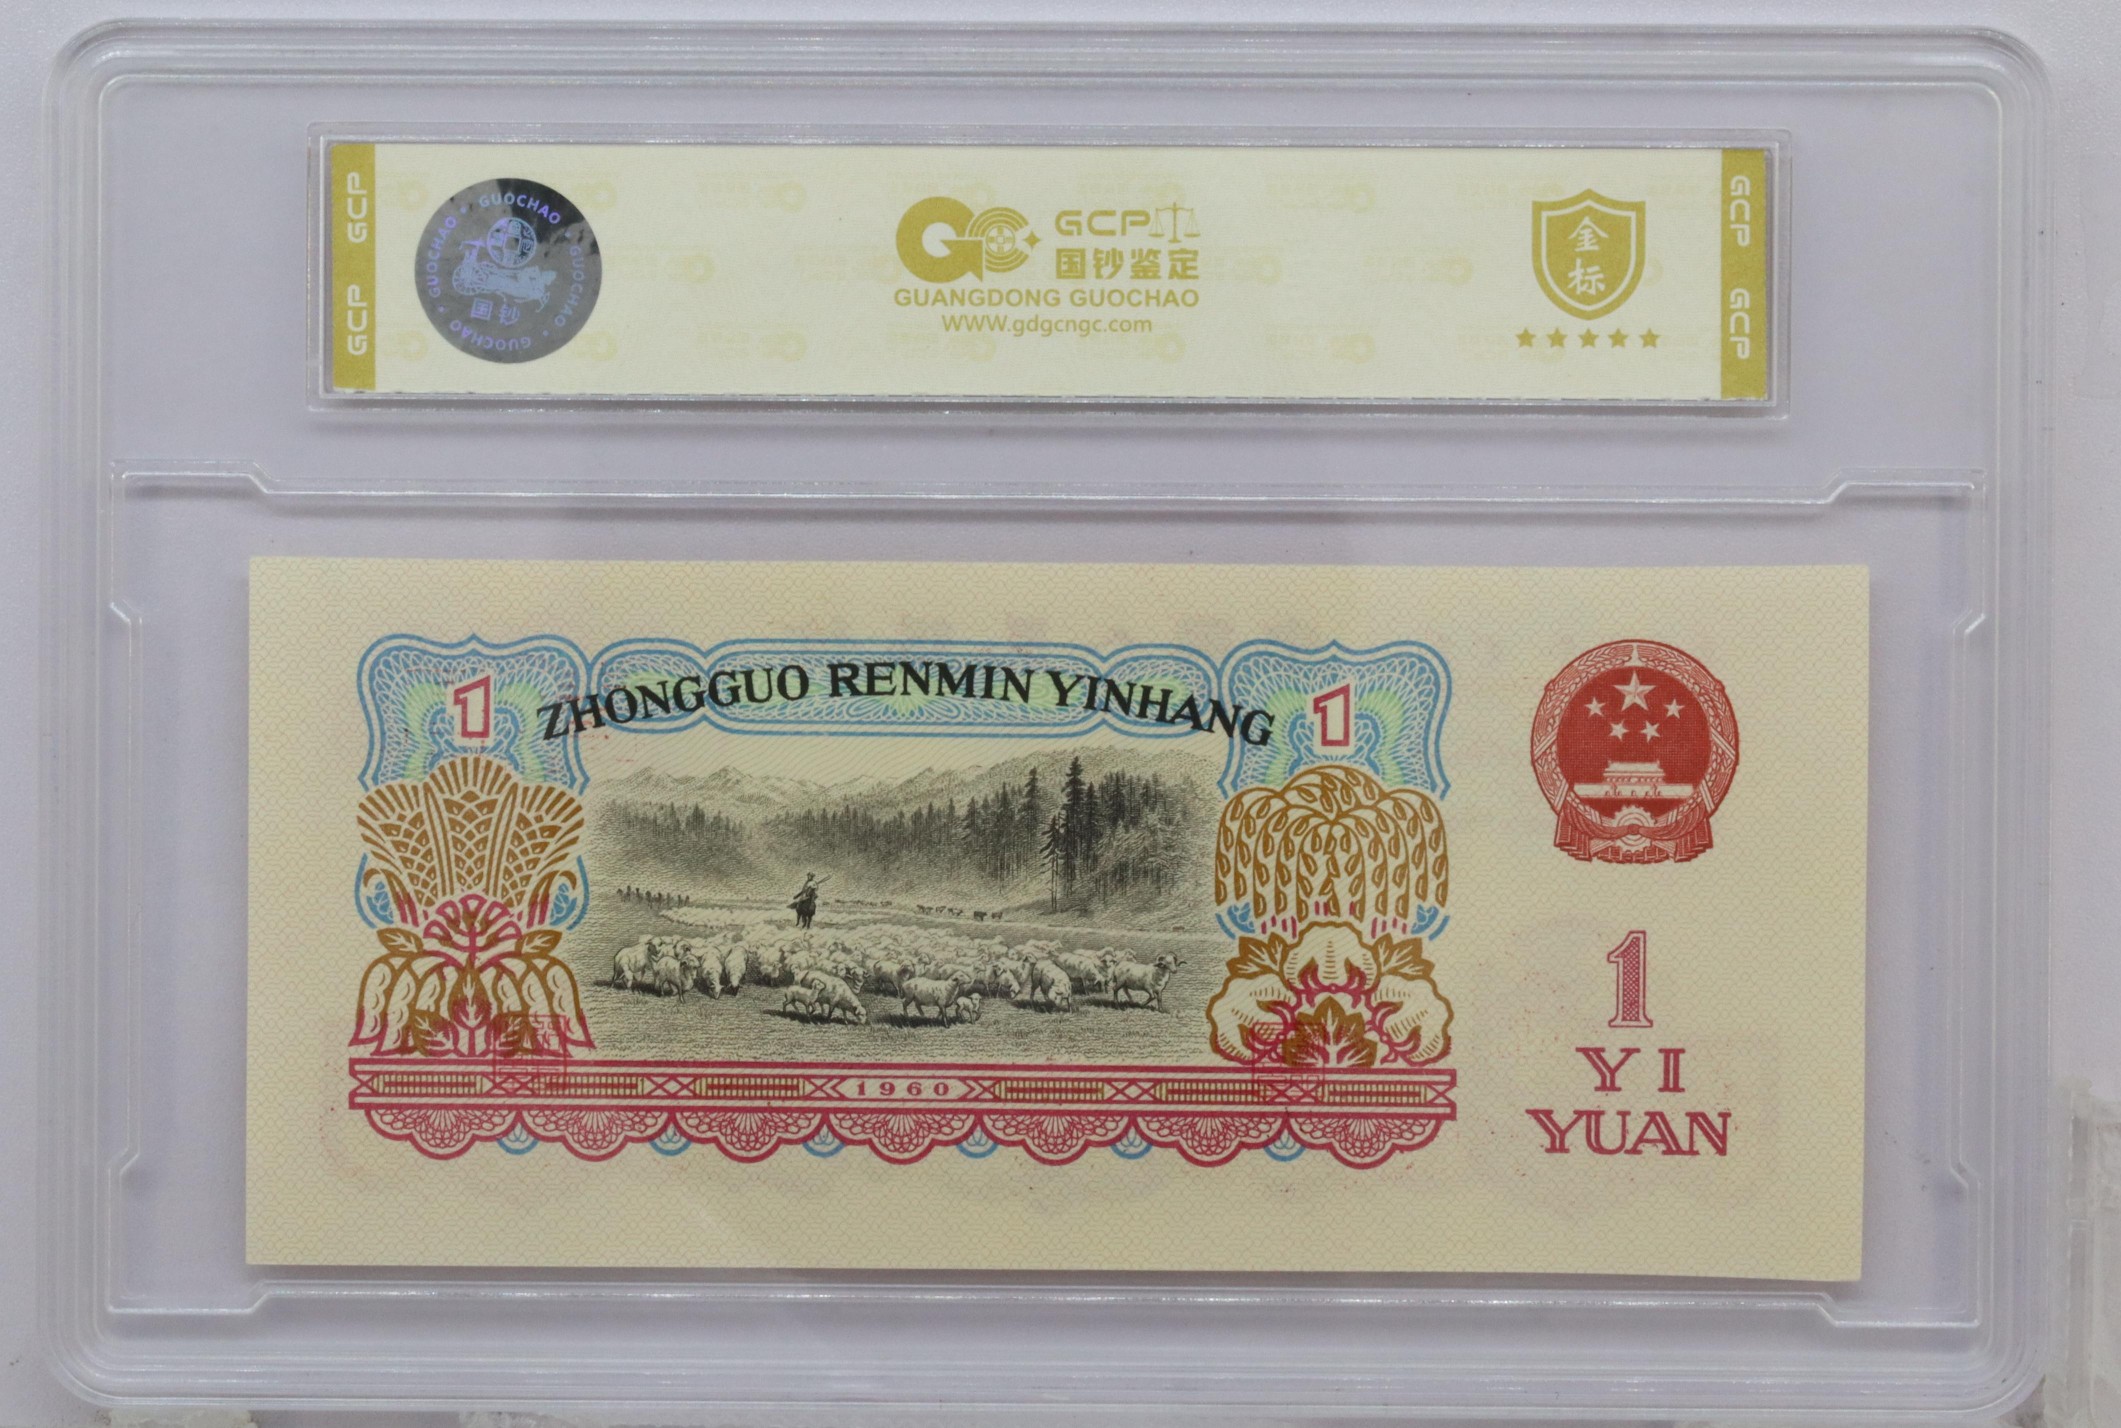 GCP GCP
GUOCHAO · GUOCHAO · GUOCHAO · GUOCHAO
国钞
GCP
国钞鉴定
GUANGDONG GUOCHAO
WWW.gdgcngc.com
金标
GCP GCP
ZHONGGUO RENMIN YINHANG
1
1
1960
1
YI
YUAN